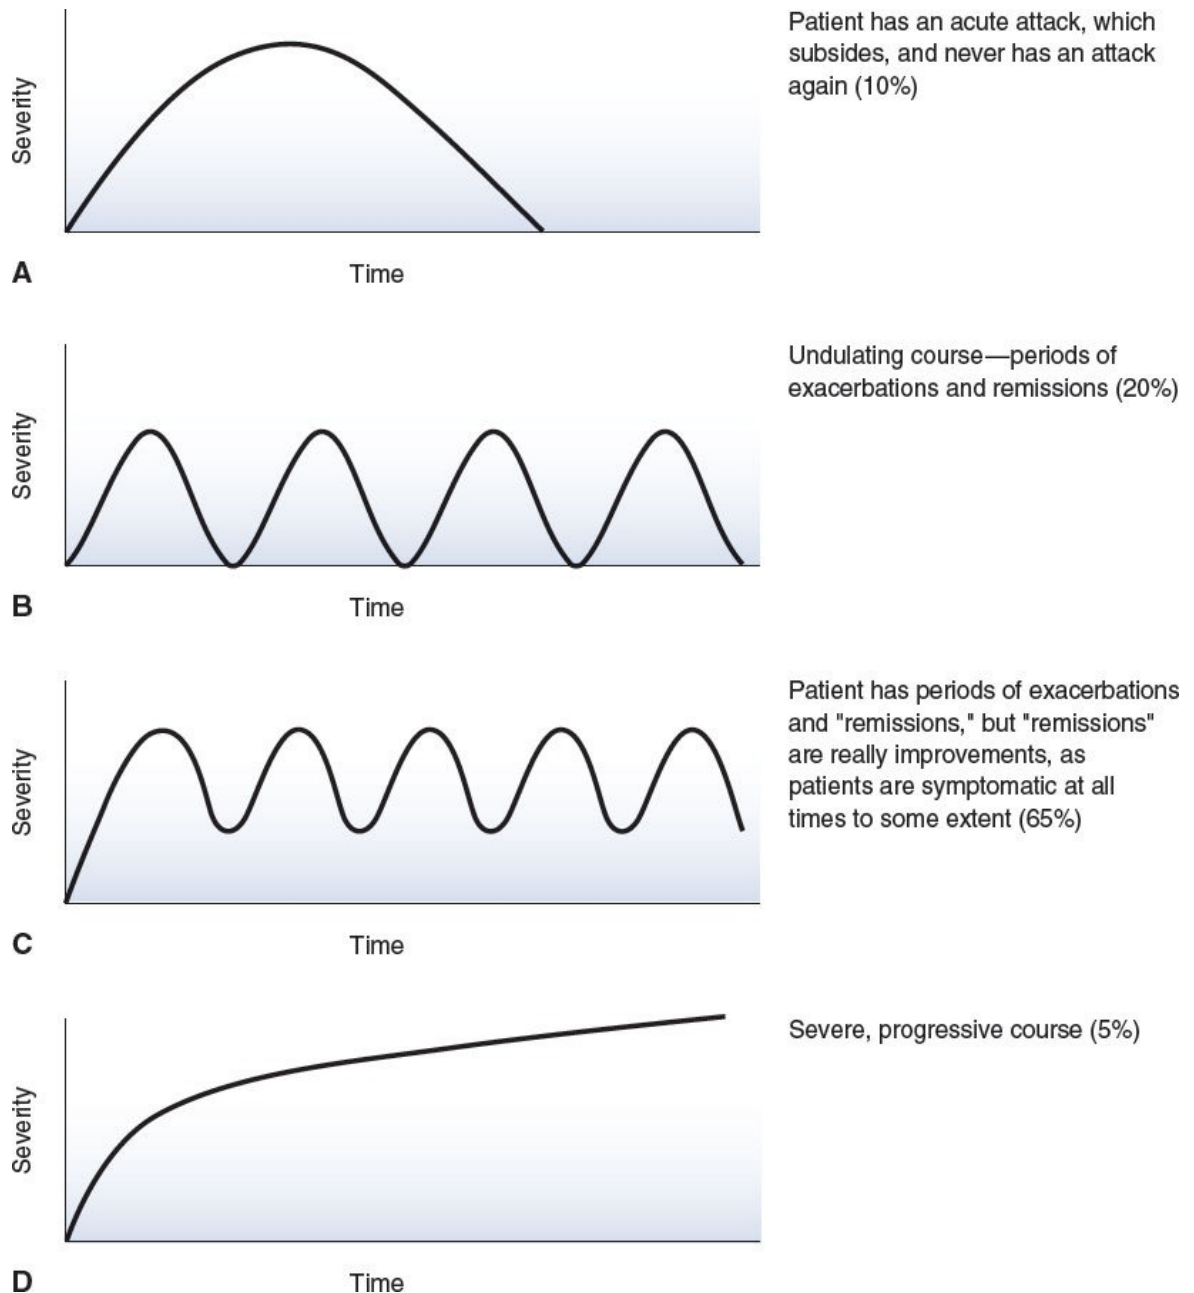 Severity
Patient has an acute attack, which
subsides, and never has an attack
again (10%)
A
Time
Severity
Undulating course—periods of
exacerbations and remissions (20%)
B
Time
Severity
Patient has periods of exacerbations
and "remissions," but "remissions"
are really improvements, as
patients are symptomatic at all
times to some extent (65%)
C
Time
Severity
Severe, progressive course (5%)
D
Time